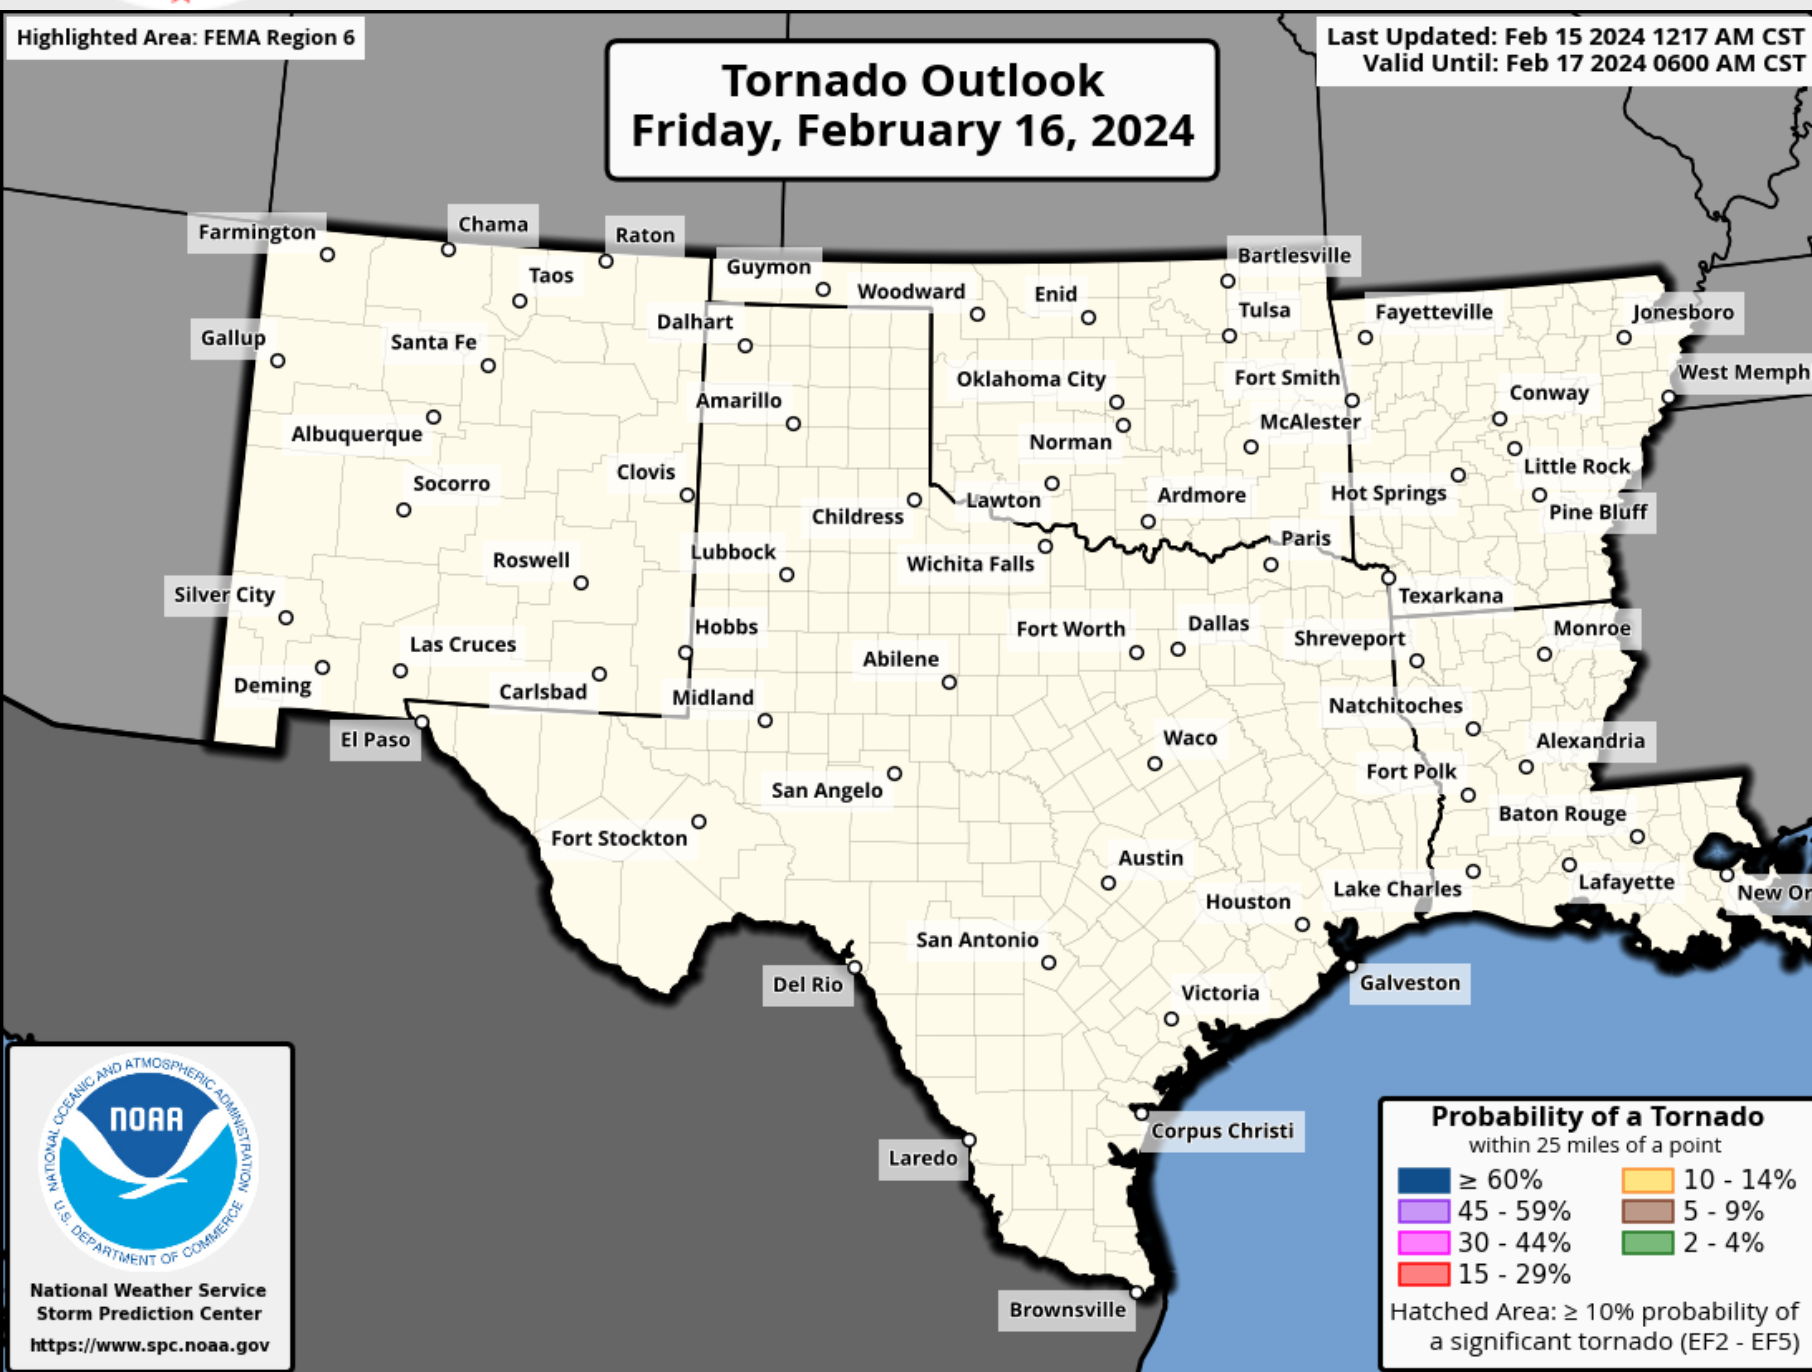 Highlighted Area: FEMA Region 6
Last Updated: Feb 15 2024 1217 AM CST
Valid Until: Feb 17 2024 0600 AM CST
Tornado Outlook
Friday, February 16, 2024
Farmington
Chama
Raton
Taos
Guymon
Woodward
Enid
Bartlesville
Tulsa
Fayetteville
Jonesboro
Gallup
Santa Fe
Dalhart
Oklahoma City
Fort Smith
West Memph
Conway
Amarillo
Albuquerque
Norman
McAlester
Little Rock
Socorro
Clovis
Childress
Lawton
Ardmore
Hot Springs
Pine Bluff
Roswell
Lubbock
Wichita Falls
Paris
Silver City
Texarkana
Las Cruces
Hobbs
Abilene
Fort Worth
Dallas
Shreveport
Monroe
Deming
Carlsbad
Midland
Natchitoches
El Paso
Waco
Alexandria
San Angelo
Fort Polk
Fort Stockton
Baton Rouge
Austin
Houston
Lake Charles
Lafayette
New Or
San Antonio
Del Rio
Victoria
Galveston
Corpus Christi
Laredo
Brownsville
NATIONAL OCEANIC AND ATMOSPHERIC ADMINISTRATION
NOAA
U.S. DEPARTMENT OF COMMERCE
National Weather Service
Storm Prediction Center
https://www.spc.noaa.gov
Probability of a Tornado
within 25 miles of a point
≥ 60%
45 - 59%
30 - 44%
15 - 29%
10 - 14%
5 - 9%
2 - 4%
Hatched Area: ≥ 10% probability of
a significant tornado (EF2 - EF5)